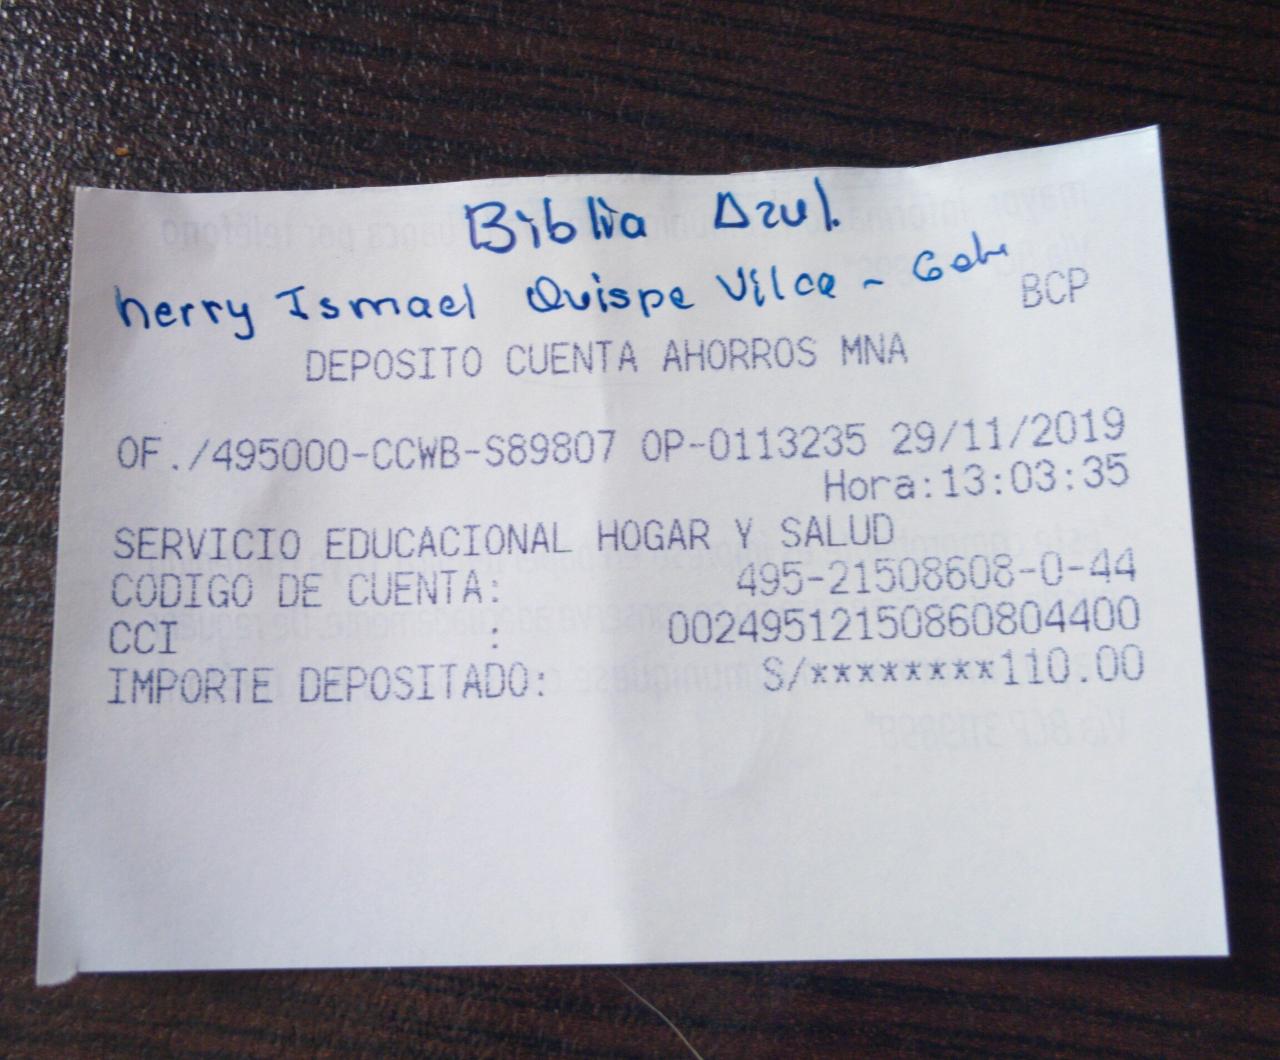 Biblia Azul.
herry Ismael Quispe Vilca -
BCP
DEPOSITO CUENTA AHORROS MNA
OF./495000-CCWB-S89807 OP-0113235 29/11/2019
Hora:13:03:35
SERVICIO EDUCACIONAL HOGAR Y SALUD
CODIGO DE CUENTA: 495-21508608-0-44
CCI : 00249512150860804400
IMPORTE DEPOSITADO: S/********110.00